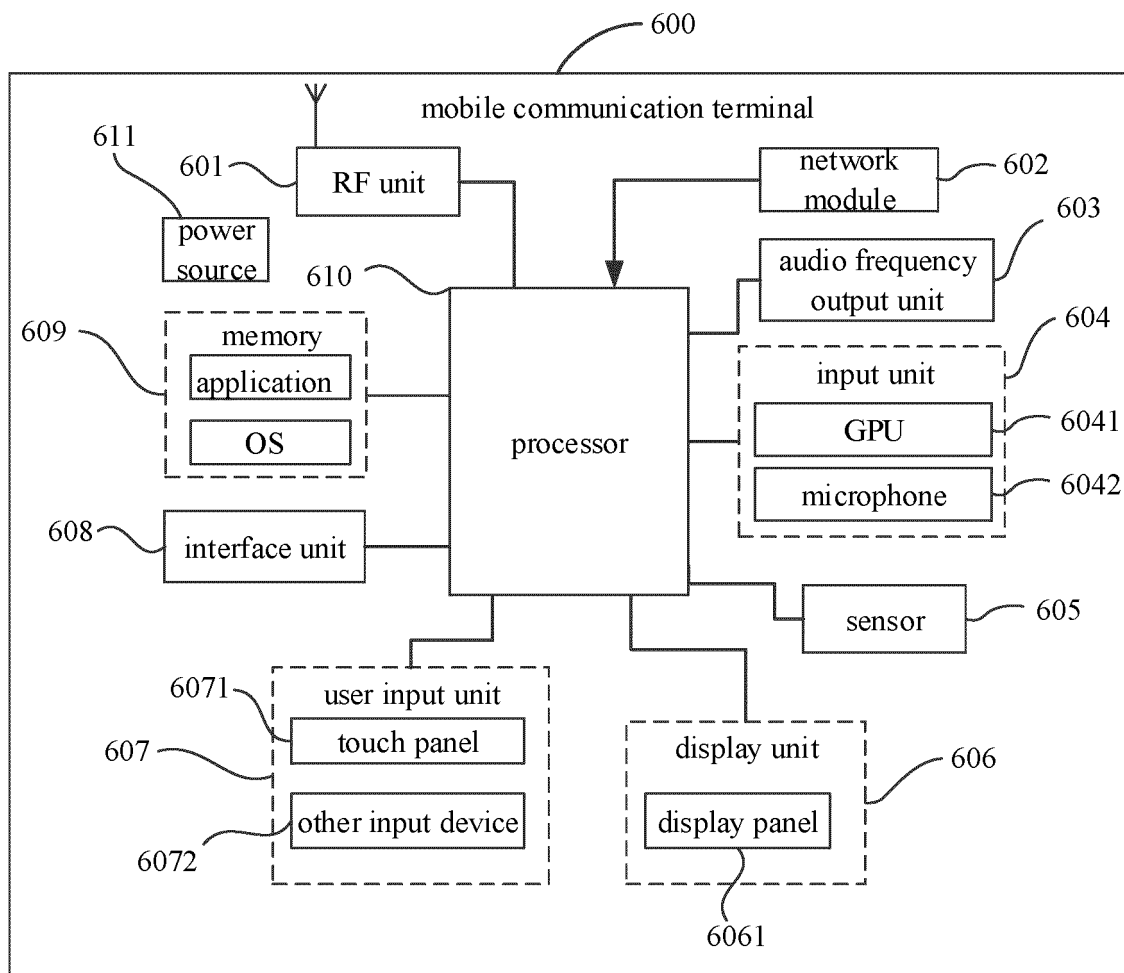 600
mobile communication terminal
611
601
RF unit
network
module
602
power
source
603
audio frequency
output unit
610
609
memory
application
OS
604
input unit
GPU
6041
microphone
6042
processor
608
interface unit
sensor
605
6071
user input unit
touch panel
607
other input device
6072
display unit
606
display panel
6061